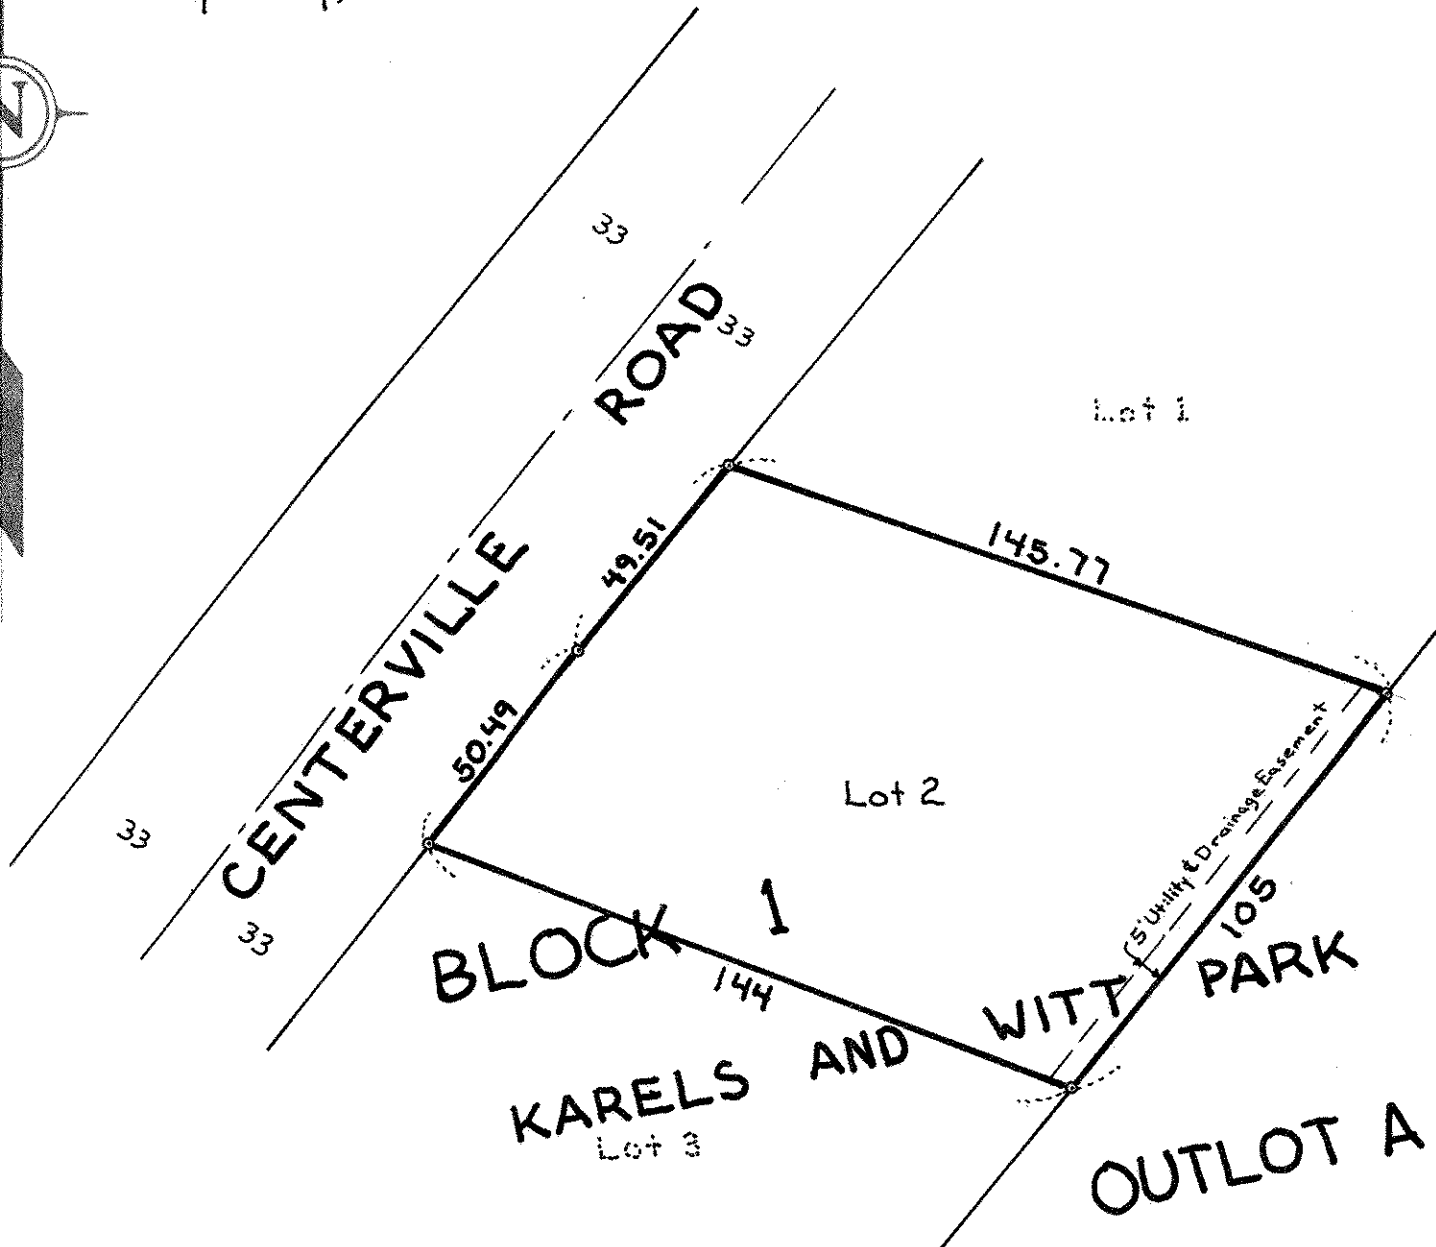 N
33
CENTERVILLE ROAD
33
Lot 1
49.51
145.77
50.49
Lot 2
33
33
5' Utility & Drainage Easement
105
BLOCK 1
144
KARELS AND WITT PARK
Lot 3
OUTLOT A